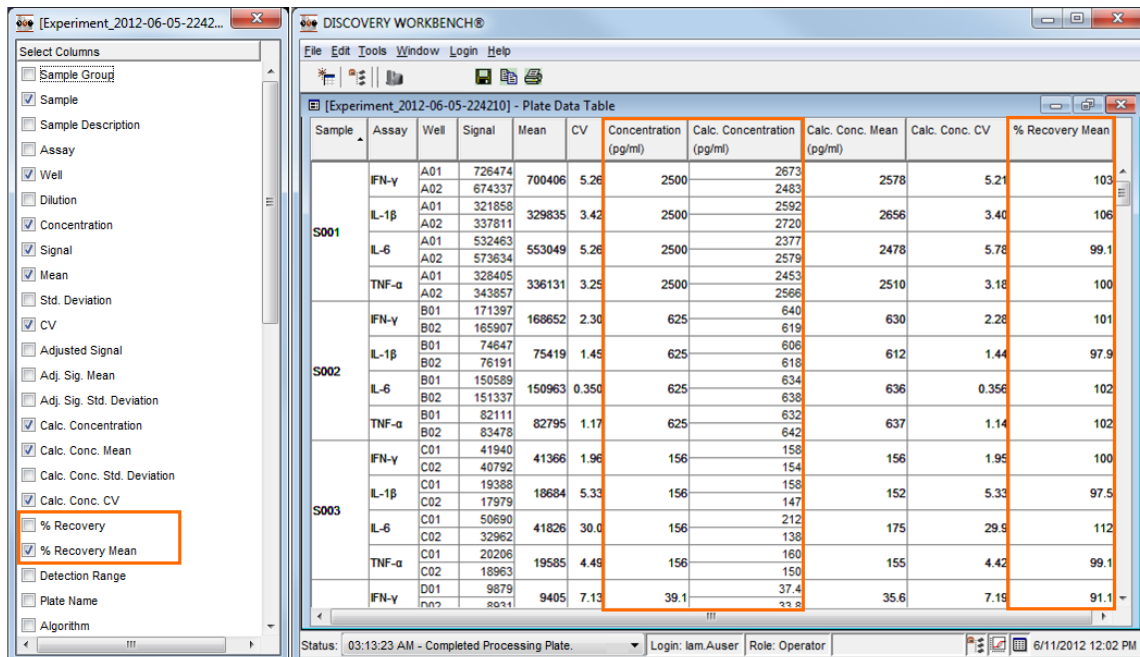 [Experiment_2012-06-05-2242...
Select Columns
Sample Group
Sample
Sample Description
Assay
Well
Dilution
Concentration
Signal
Mean
Std. Deviation
CV
Adjusted Signal
Adj. Sig. Mean
Adj. Sig. Std. Deviation
Calc. Concentration
Calc. Conc. Mean
Calc. Conc. Std. Deviation
Calc. Conc. CV
% Recovery
% Recovery Mean
Detection Range
Plate Name
Algorithm
DISCOVERY WORKBENCH®
File Edit Tools Window Login Help
[Experiment_2012-06-05-224210] - Plate Data Table
Sample Assay Well Signal Mean CV Concentration Calc. Concentration Calc. Conc. Mean Calc. Conc. CV % Recovery Mean
(pg/ml) (pg/ml) (pg/ml)
S001
IFN-γ A01 726474 700406 5.26 2500 2673 2578 5.21 103
A02 674337 2483
IL-1β A01 321858 329835 3.42 2500 2592 2656 3.40 106
A02 337811 2720
IL-6 A01 532463 553049 5.26 2500 2377 2478 5.78 99.1
A02 573634 2579
TNF-α A01 328405 336131 3.25 2500 2453 2510 3.18 100
A02 343857 2566
S002
IFN-γ B01 171397 168652 2.30 625 640 630 2.28 101
B02 165907 619
IL-1β B01 74647 75419 1.45 625 606 612 1.44 97.9
B02 76191 618
IL-6 B01 150589 150963 0.350 625 634 636 0.356 102
B02 151337 638
TNF-α B01 82111 82795 1.17 625 632 637 1.14 102
B02 83478 642
S003
IFN-γ C01 41940 41366 1.96 156 158 156 1.95 100
C02 40792 154
IL-1β C01 19388 18684 5.33 156 158 152 5.33 97.5
C02 17979 147
IL-6 C01 50690 41826 30.0 156 212 175 29.9 112
C02 32962 138
TNF-α C01 20206 19585 4.49 156 160 155 4.42 99.1
C02 18963 150
IFN-γ D01 9879 9405 7.13 39.1 37.4 35.6 7.19 91.1
D02 8931 33.8
Status: 03:13:23 AM - Completed Processing Plate. Login: Iam.Auser Role: Operator 6/11/2012 12:02 PM